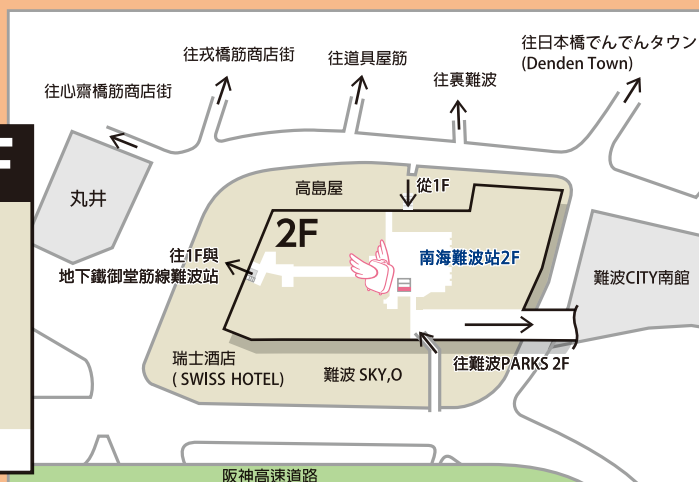 往心齋橋筋商店街
往戎橋筋商店街
往道具屋筋
往裏難波
往日本橋でんでんタウン
(Denden Town)
F
丸井
高島屋
從1F
2F
往1F與
地下鐵御堂筋線難波站
南海難波站2F
難波CITY南館
瑞士酒店
( SWISS HOTEL)
難波 SKY,O
往難波PARKS 2F
阪神高速道路